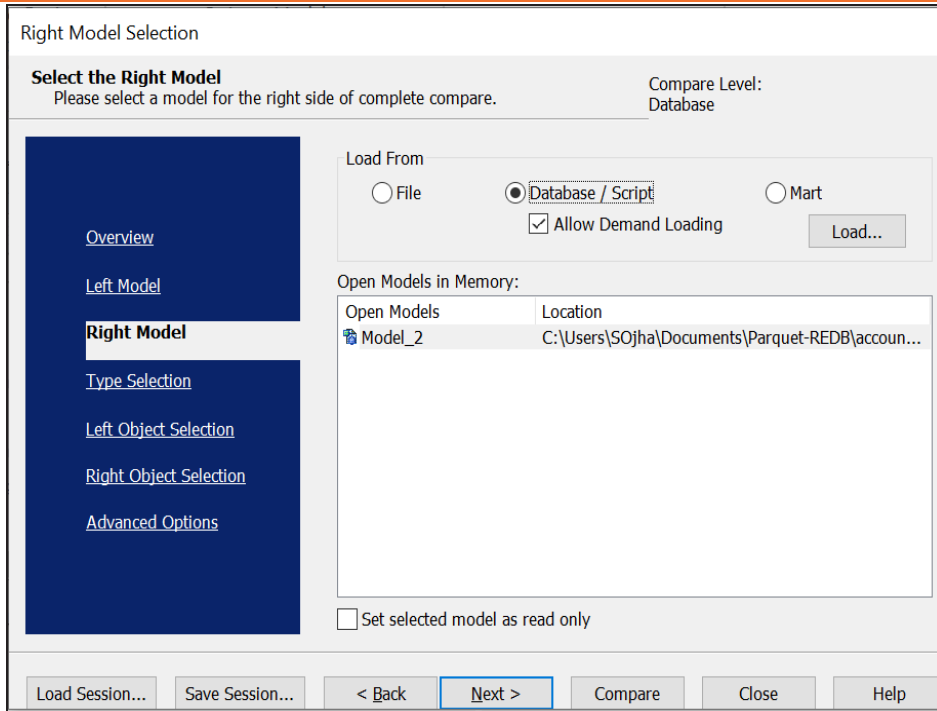 Right Model Selection
Select the Right Model
Please select a model for the right side of complete compare.
Compare Level:
Database
Overview
Left Model
Right Model
Type Selection
Left Object Selection
Right Object Selection
Advanced Options
Load From
File Database / Script Mart
Allow Demand Loading
Load...
Open Models in Memory:
Open Models Location
Model_2 C:\Users\SOjha\Documents\Parquet-REDB\accoun...
Set selected model as read only
Load Session... Save Session... < Back Next > Compare Close Help